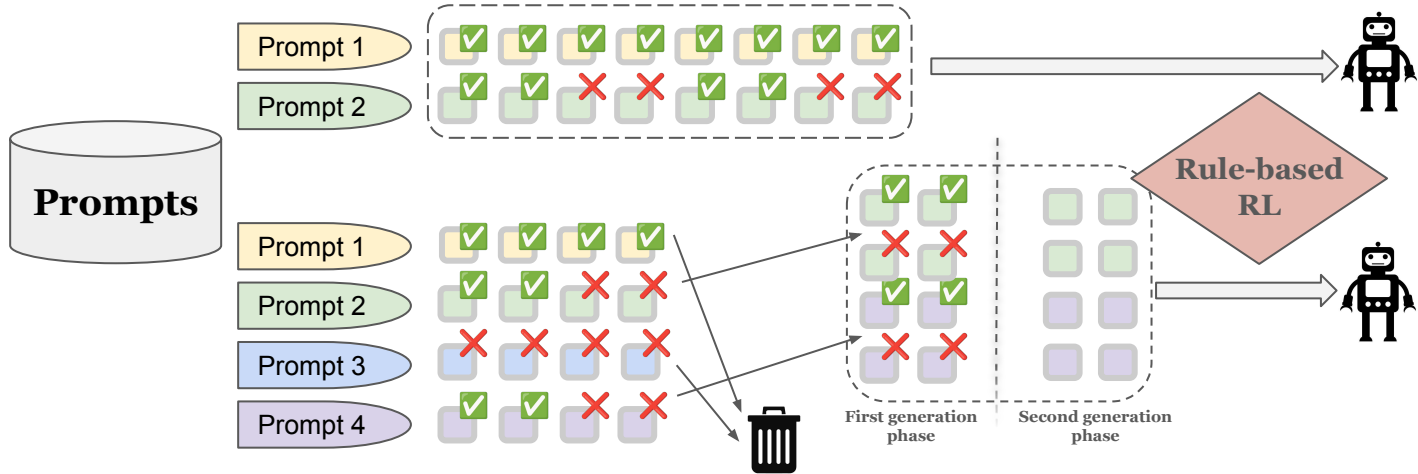 Prompt 1
Prompt 2
Prompts
Rule-based
RL
Prompt 1
Prompt 2
Prompt 3
Prompt 4
First generation
phase
Second generation
phase